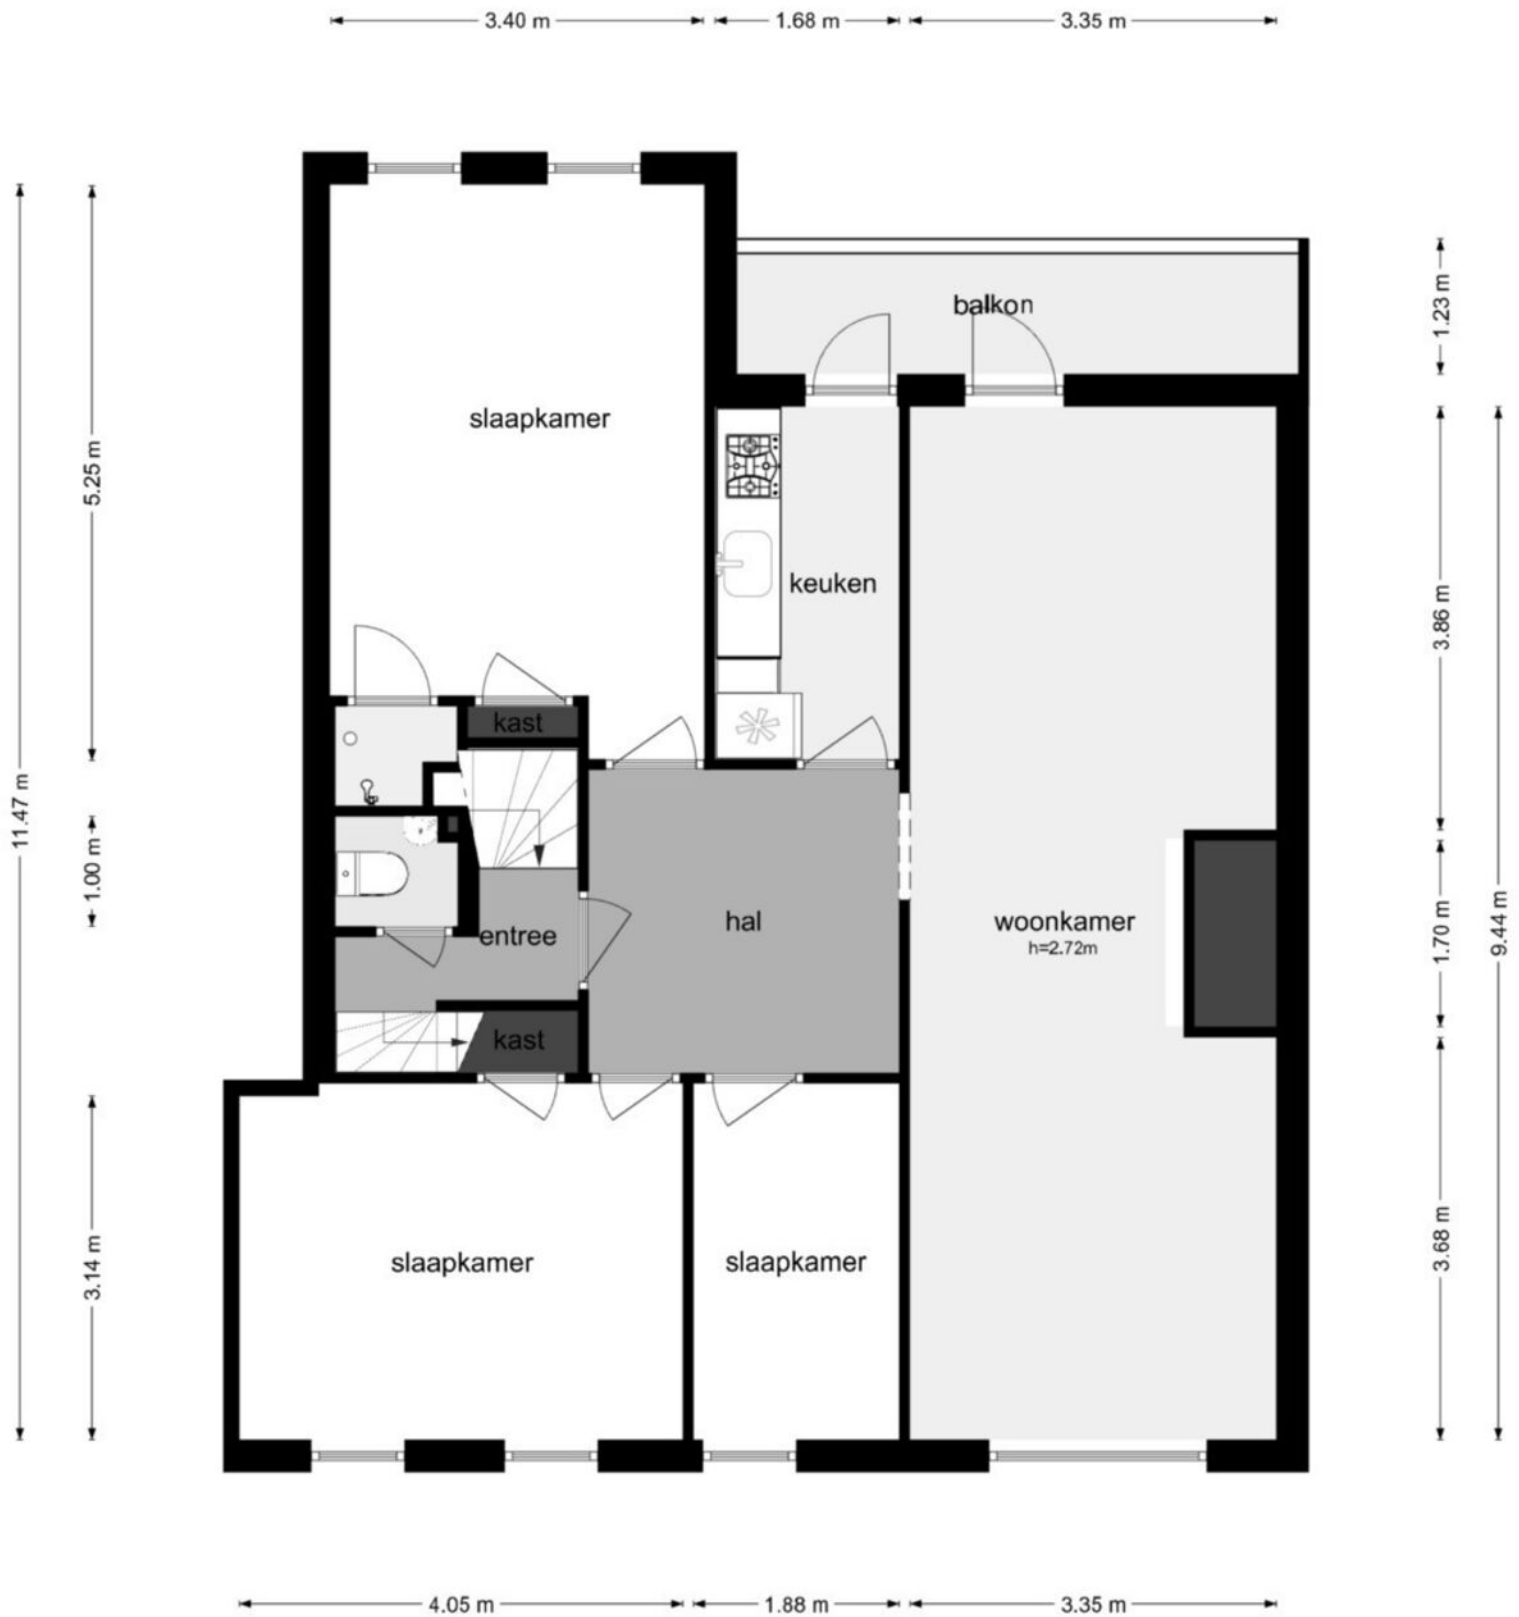 3.40 m
1.68 m
3.35 m
balkon
1.23 m
slaapkamer
5.25 m
keuken
3.86 m
kast
11.47 m
1.00 m
entree
hal
woonkamer
h=2.72m
1.70 m
9.44 m
kast
slaapkamer
slaapkamer
3.14 m
3.68 m
4.05 m
1.88 m
3.35 m